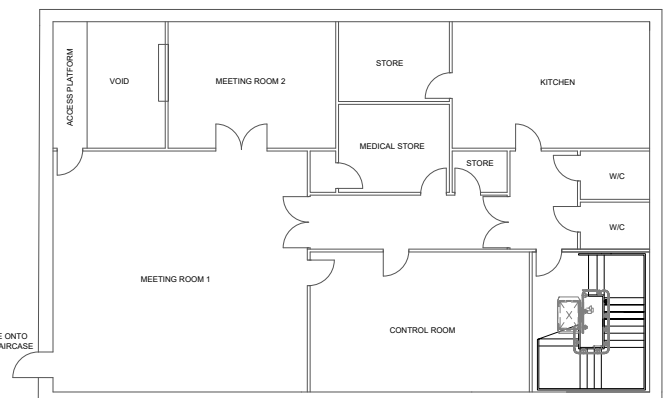 ACCESS PLATFORM
VOID
MEETING ROOM 2
STORE
KITCHEN
MEDICAL STORE
STORE
W/C
W/C
MEETING ROOM 1
CONTROL ROOM
E ONTO
AIRCASE